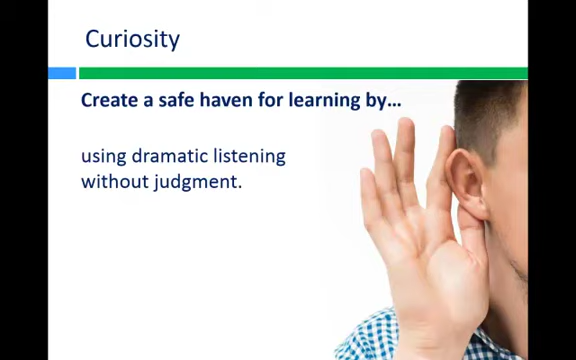 Curiosity
Create a safe haven for learning by…
using dramatic listening
without judgment.